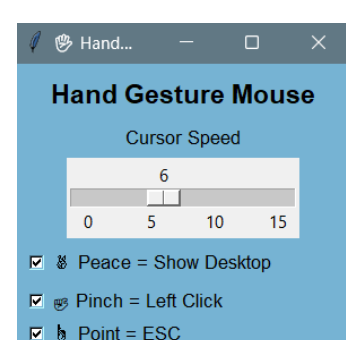 🖐 Hand...
Hand Gesture Mouse
Cursor Speed
6
0 5 10 15
✌ Peace = Show Desktop
👌 Pinch = Left Click
☝ Point = ESC